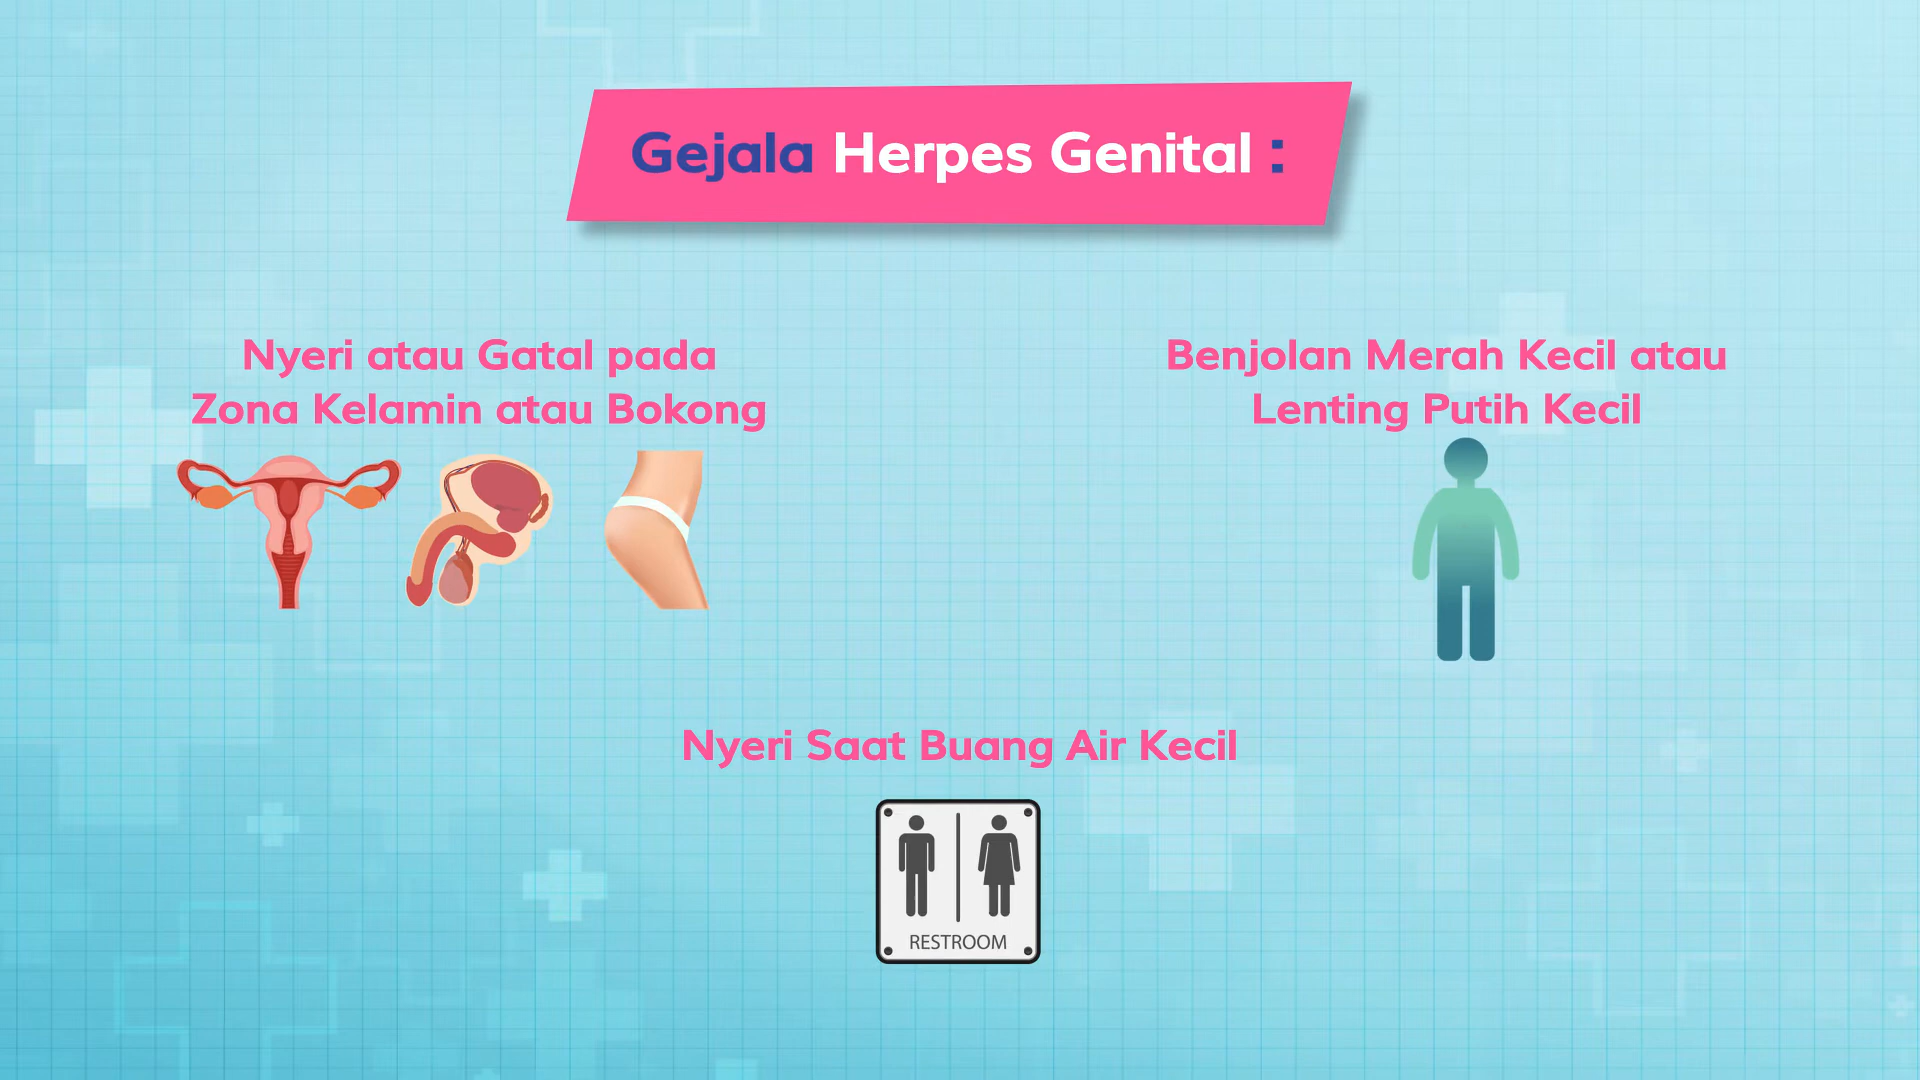 Gejala Herpes Genital :
Nyeri atau Gatal pada
Zona Kelamin atau Bokong
Benjolan Merah Kecil atau
Lenting Putih Kecil
Nyeri Saat Buang Air Kecil
RESTROOM